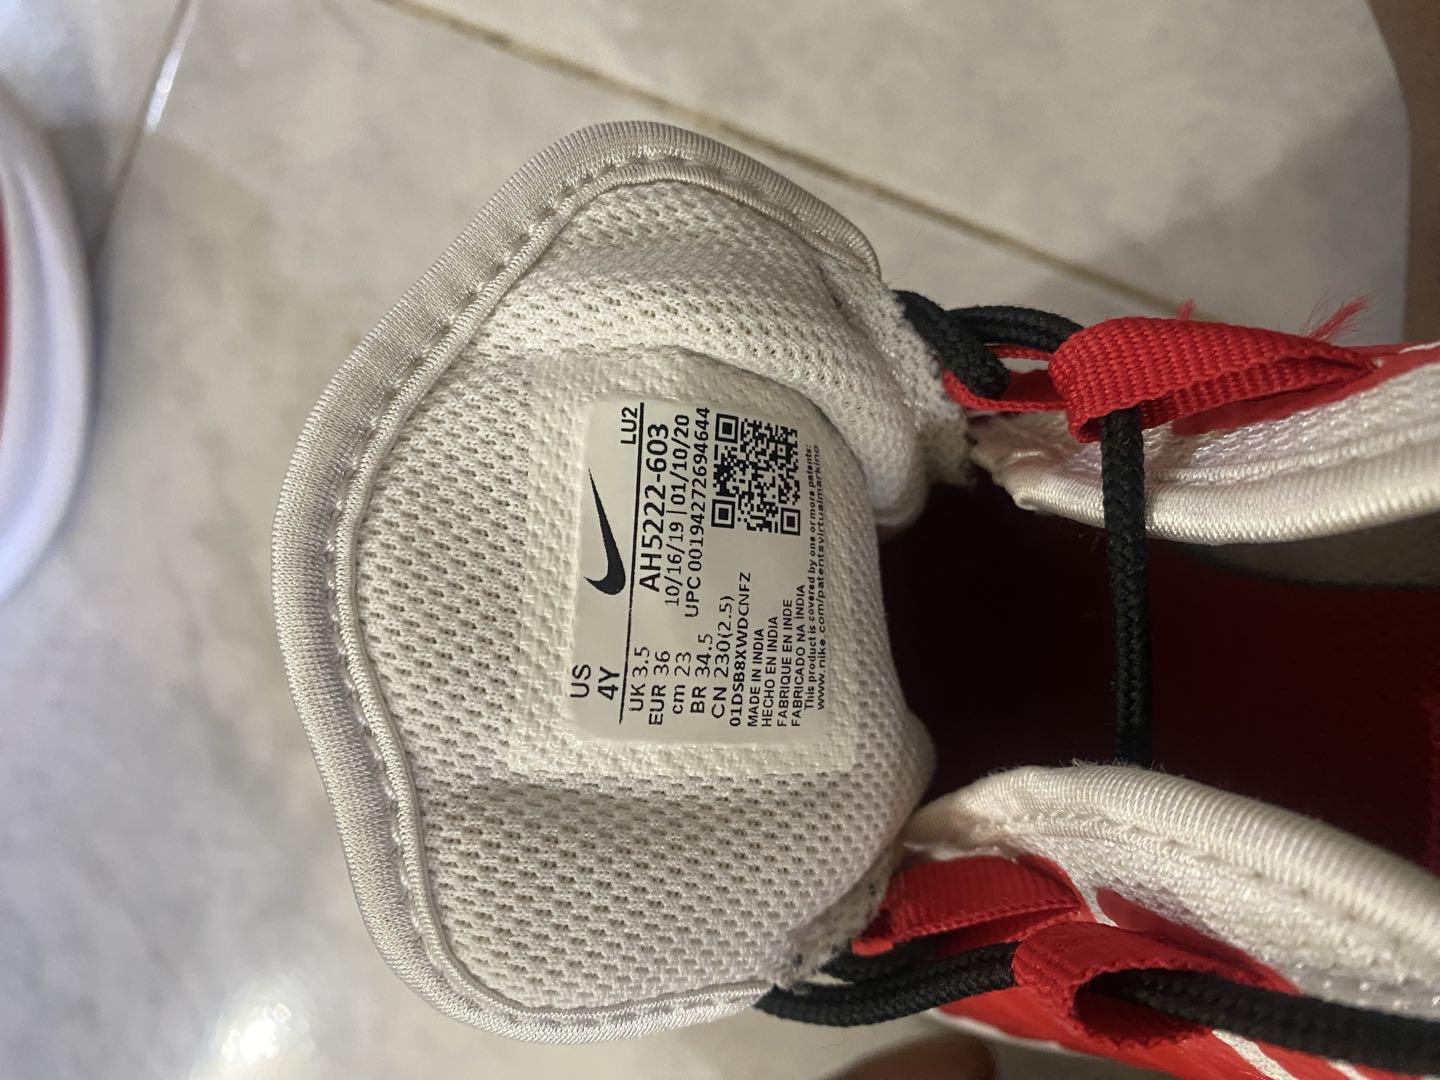 US
4Y
LU2
UK 3.5
EUR 36
cm 23
BR 34.5
CN 230(2.5)
AH5222-603
10/16/19 | 01/10/20
UPC 00194272694644
01DSB8XWDCNFZ
MADE IN INDIA
HECHO EN INDIA
FABRIQUE EN INDE
FABRICADO NA INDIA
This product is covered by one or more patents:
www.nike.com/patentsvirtualmarking